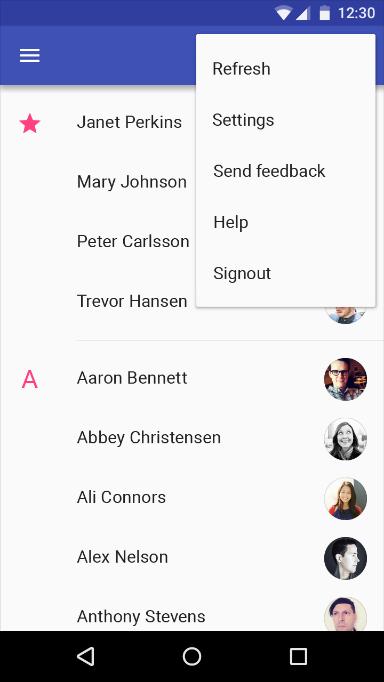 12:30
Refresh
Settings
Send feedback
Help
Signout
Janet Perkins
Mary Johnson
Peter Carlsson
Trevor Hansen
A
Aaron Bennett
Abbey Christensen
Ali Connors
Alex Nelson
Anthony Stevens